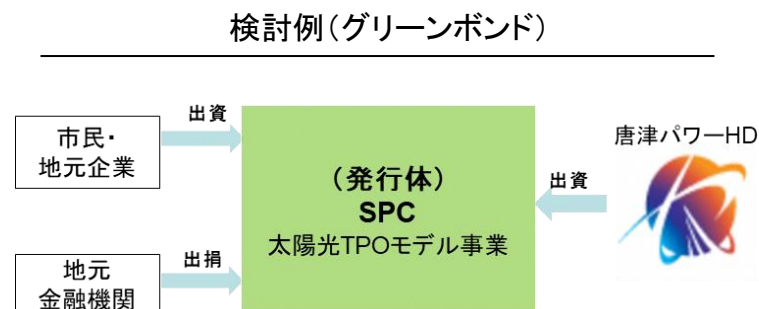 検討例(グリーンボンド)
出資
市民・
地元企業
(発行体)
SPC
太陽光TPOモデル事業
出資
唐津パワーHD
出捐
地元
金融機関